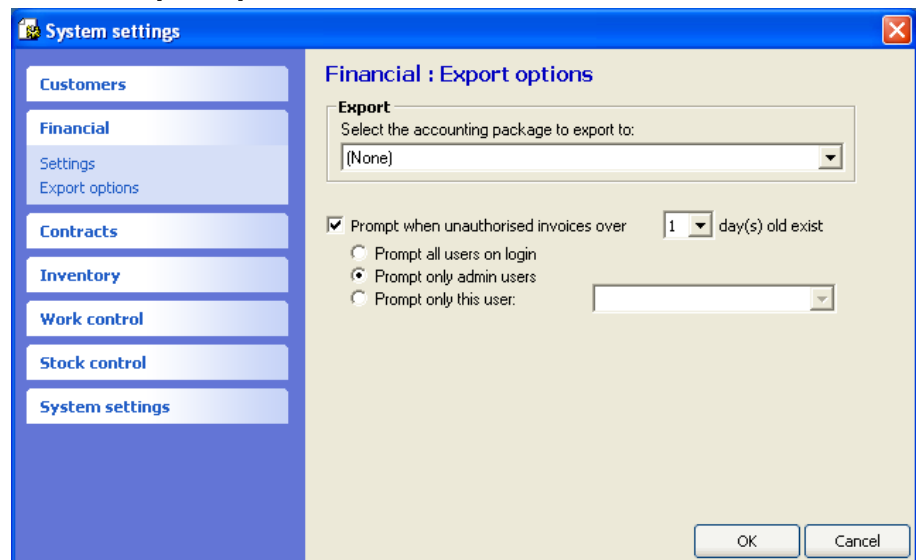 System settings
Customers
Financial
Settings
Export options
Contracts
Inventory
Work control
Stock control
System settings
Financial : Export options
Export
Select the accounting package to export to:
(None)
Prompt when unauthorised invoices over 1 day(s) old exist
Prompt all users on login
Prompt only admin users
Prompt only this user:
OK Cancel